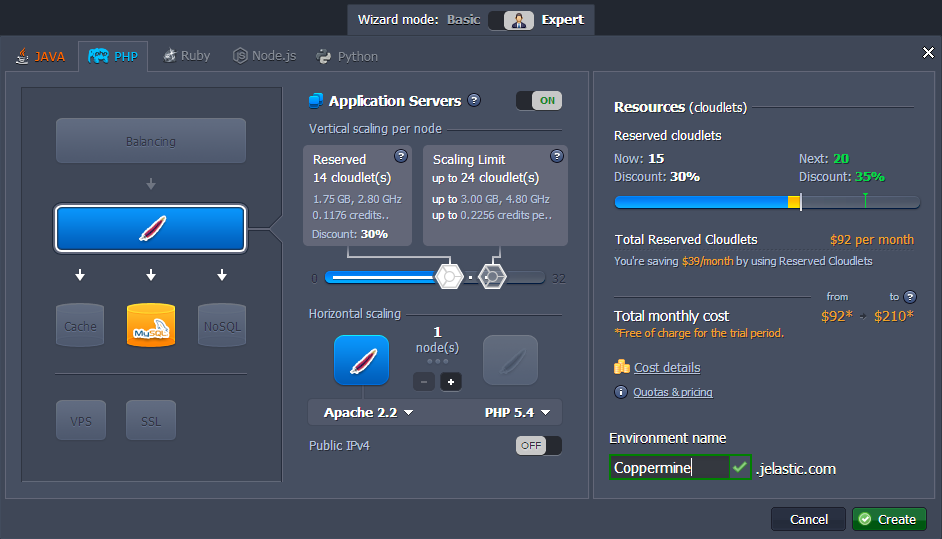 Wizard mode: Basic Expert
JAVA
PHP
Ruby
Node.js
Python
Balancing
Cache
MySQL
NoSQL
VPS
SSL
Application Servers ?
ON
Vertical scaling per node
Reserved ?
14 cloudlet(s)
1.75 GB, 2.80 GHz
0.1176 credits..
Discount: 30%
Scaling Limit ?
up to 24 cloudlet(s)
up to 3.00 GB, 4.80 GHz
up to 0.2256 credits pe..
0
32
Horizontal scaling
1
node(s)
- +
Apache 2.2
PHP 5.4
Public IPv4
OFF
Resources (cloudlets)
Reserved cloudlets
Now: 15 Next: 20
Discount: 30% Discount: 35%
Total Reserved Cloudlets $92 per month
You're saving $39/month by using Reserved Cloudlets
from to ?
Total monthly cost $92* - $210*
*Free of charge for the trial period.
Cost details
Quotas & pricing
Environment name
Coppermine .jelastic.com
Cancel Create